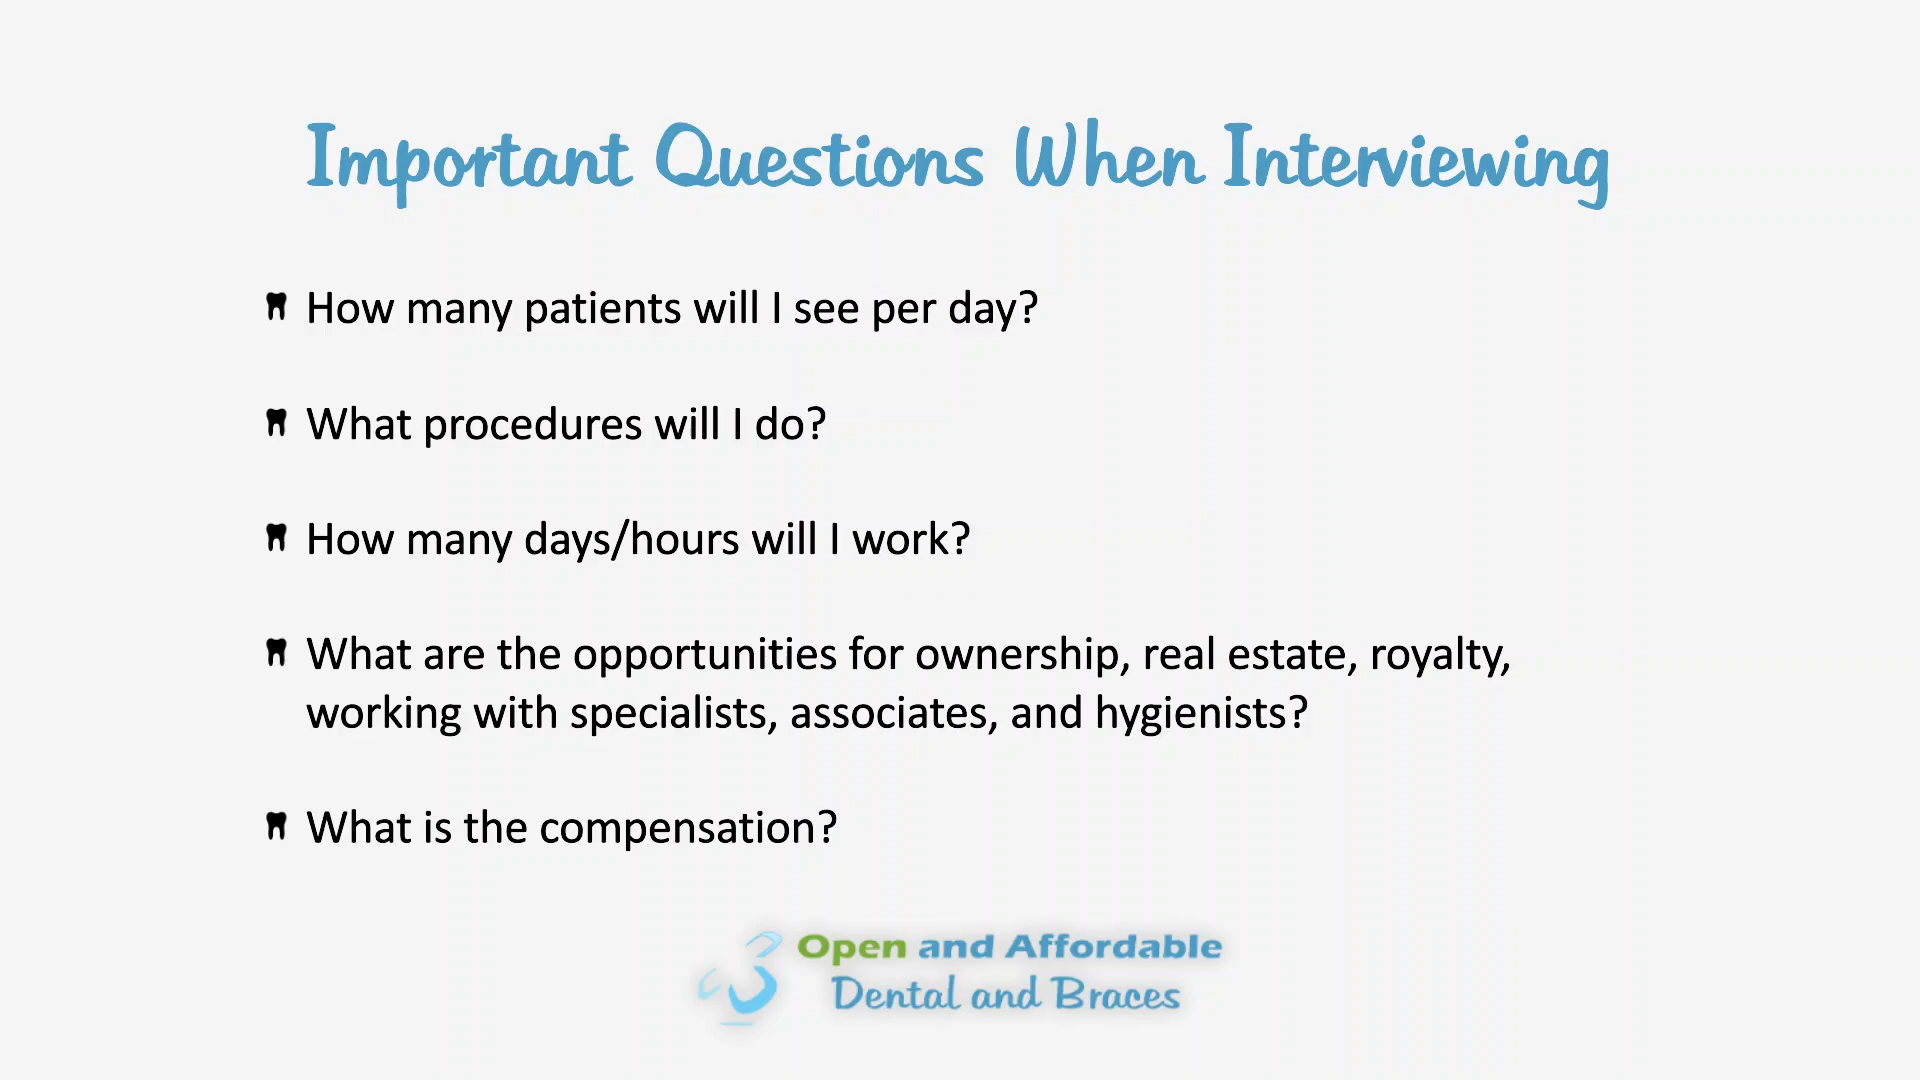 Important Questions When Interviewing
How many patients will I see per day?
What procedures will I do?
How many days/hours will I work?
What are the opportunities for ownership, real estate, royalty,
working with specialists, associates, and hygienists?
What is the compensation?
Open and Affordable
Dental and Braces